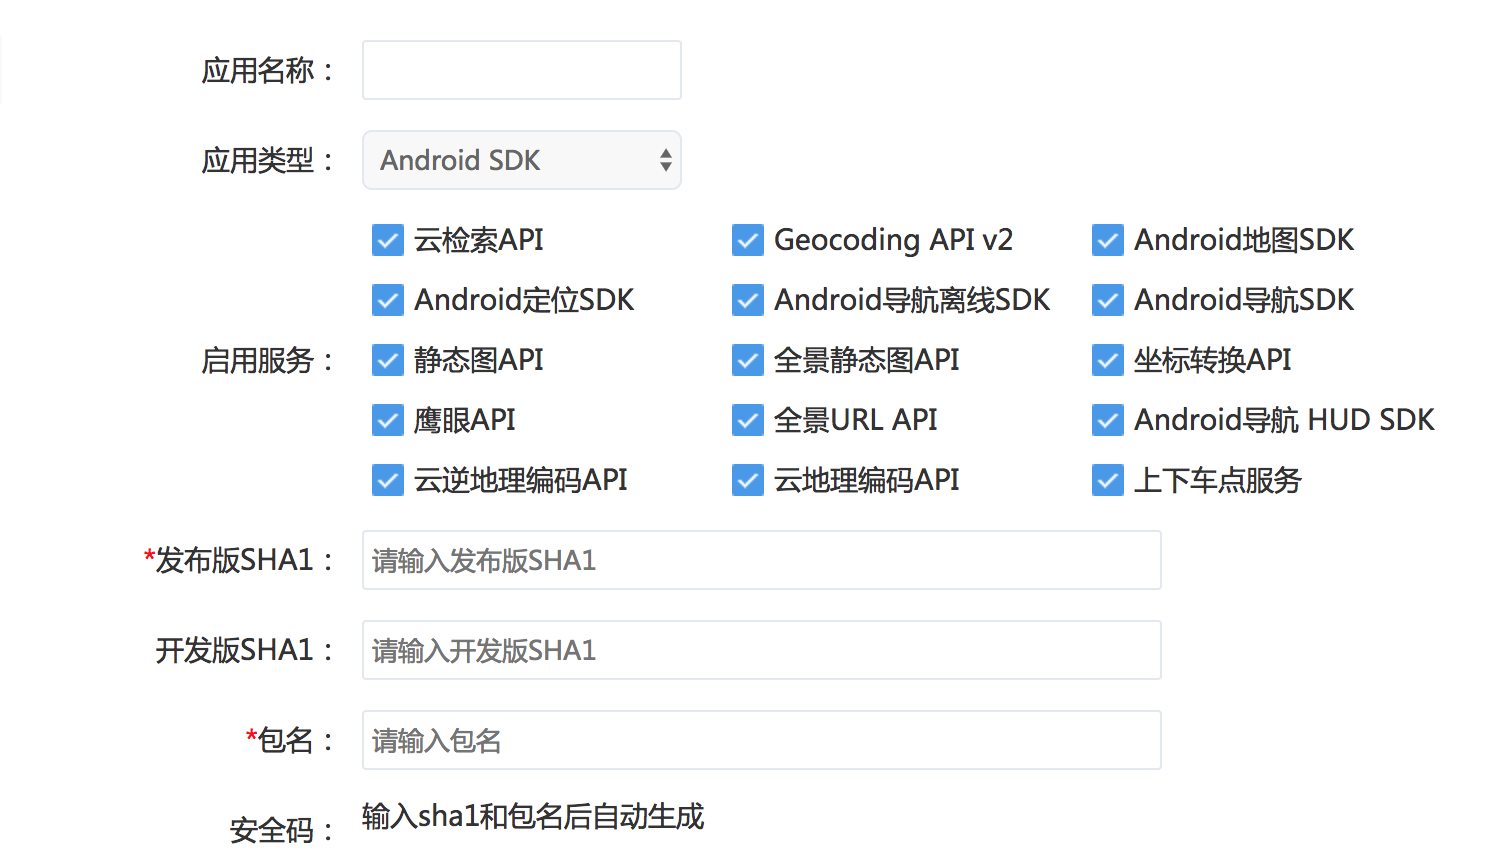 应用名称：
应用类型： Android SDK
云检索API Geocoding API v2 Android地图SDK
Android定位SDK Android导航离线SDK Android导航SDK
启用服务： 静态图API 全景静态图API 坐标转换API
鹰眼API 全景URL API Android导航 HUD SDK
云逆地理编码API 云地理编码API 上下车点服务
*发布版SHA1： 请输入发布版SHA1
开发版SHA1： 请输入开发版SHA1
*包名： 请输入包名
安全码： 输入sha1和包名后自动生成